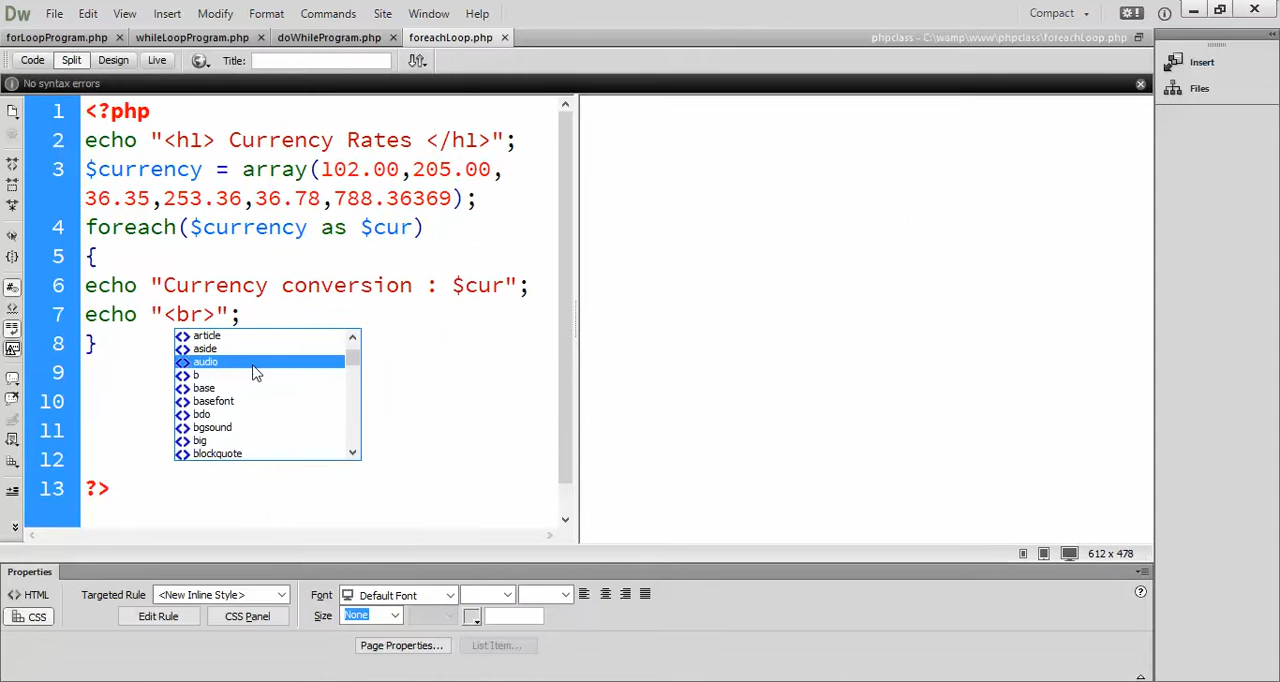 Dw File Edit View Insert Modify Format Commands Site Window Help Compact
forLoopProgram.php whileLoopProgram.php doWhileProgram.php foreachLoop.php phpclass - C:\wamp\www\phpclass\foreachLoop.php
Code Split Design Live Title:
No syntax errors
Insert
Files
1 <?php
2 echo "<h1> Currency Rates </h1>";
3 $currency = array(102.00,205.00,
36.35,253.36,36.78,788.36369);
4 foreach($currency as $cur)
5 {
6 echo "Currency conversion : $cur";
7 echo "<br>";
8 }
9
10
11
12
13 ?>
article
aside
audio
b
base
basefont
bdo
bgsound
big
blockquote
612 x 478
Properties
<> HTML Targeted Rule <New Inline Style> Font Default Font
CSS Edit Rule CSS Panel Size None
Page Properties... List Item...